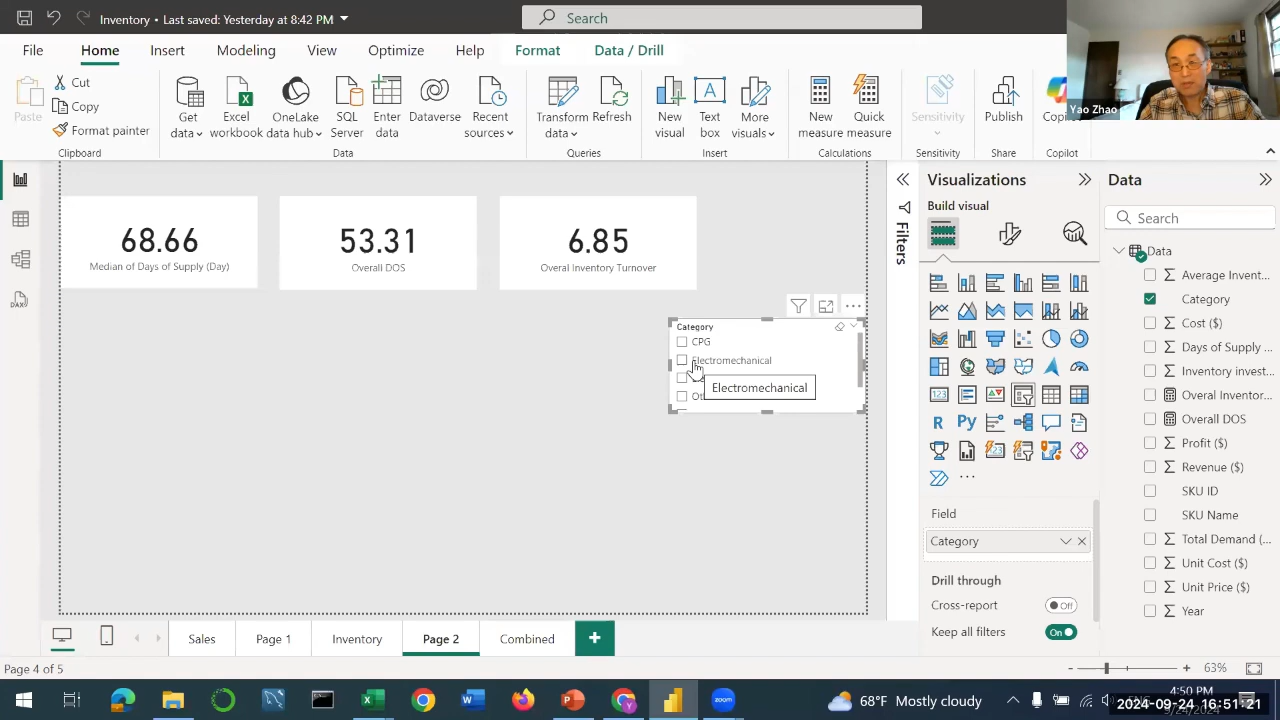 Inventory • Last saved: Yesterday at 8:42 PM
Search
Yao Zhao
File
Home
Insert
Modeling
View
Optimize
Help
Format
Data / Drill
Paste
Cut
Copy
Format painter
Clipboard
Get data
Excel workbook
OneLake data hub
SQL Server
Enter data
Dataverse
Recent sources
Data
Transform data
Refresh
Queries
New visual
Text box
More visuals
Insert
New measure
Quick measure
Calculations
Sensitivity
Sensitivity
Publish
Share
Copilot
68.66
Median of Days of Supply (Day)
53.31
Overall DOS
6.85
Overal Inventory Turnover
Category
CPG
Electromechanical
Electromechanical
Filters
Visualizations
Build visual
Field
Category
Drill through
Cross-report
Off
Keep all filters
On
Data
Search
Data
Average Invent...
Category
Cost ($)
Days of Supply ...
Inventory invest...
Overal Inventor...
Overall DOS
Profit ($)
Revenue ($)
SKU ID
SKU Name
Total Demand (...
Unit Cost ($)
Unit Price ($)
Year
Sales
Page 1
Inventory
Page 2
Combined
Page 4 of 5
63%
68°F Mostly cloudy
4:50 PM
2024-09-24 16:51:21